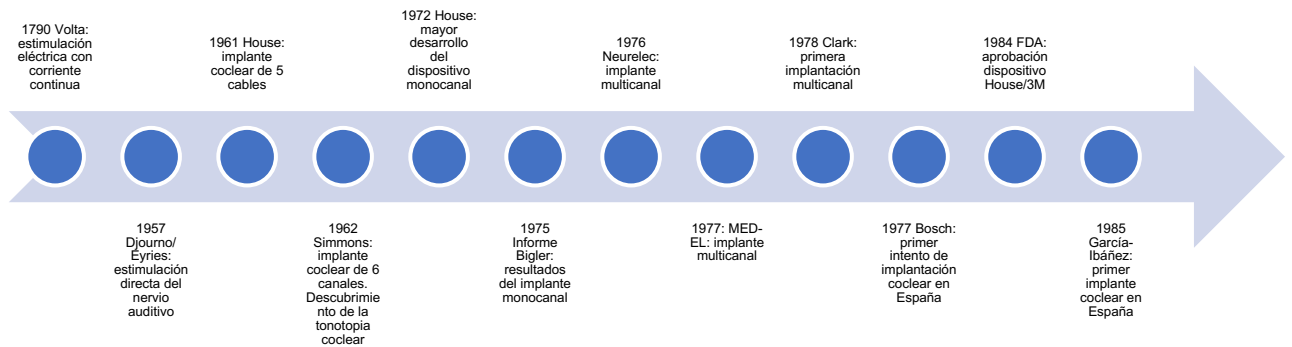 1790 Volta:
estimulación
eléctrica con
corriente
continua
1957
Djourno/
Éyries:
estimulación
directa del
nervio
auditivo
1961 House:
implante
coclear de 5
cables
1962
Simmons:
implante
coclear de 6
canales.
Descubrimie
nto de la
tonotopia
coclear
1972 House:
mayor
desarrollo
del
dispositivo
monocanal
1975
Informe
Bigler:
resultados
del implante
monocanal
1976
Neurelec:
implante
multicanal
1977: MED-
EL: implante
multicanal
1978 Clark:
primera
implantación
multicanal
1977 Bosch:
primer
intento de
implantación
coclear en
España
1984 FDA:
aprobación
dispositivo
House/3M
1985
García-
Ibáñez:
primer
implante
coclear en
España